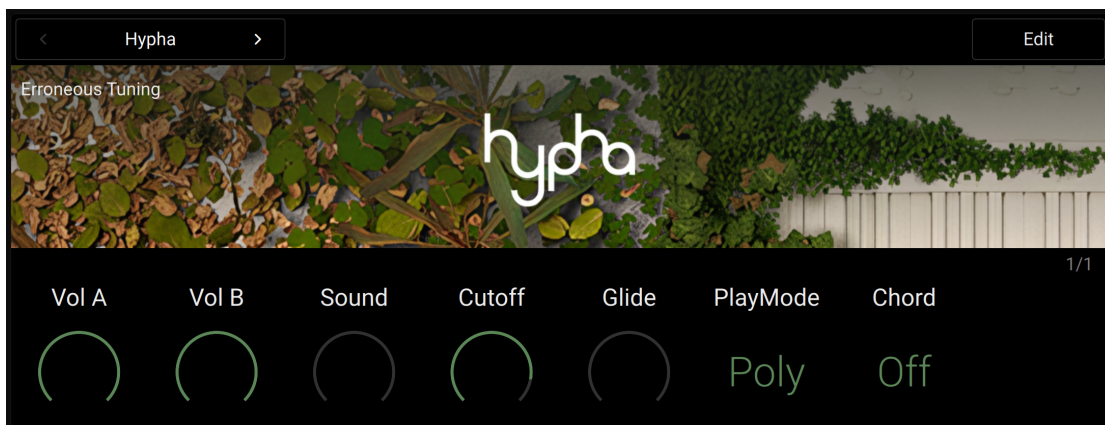 Hypha
Edit
Erroneous Tuning
hypha
1/1
Vol A Vol B Sound Cutoff Glide PlayMode Chord
Poly Off